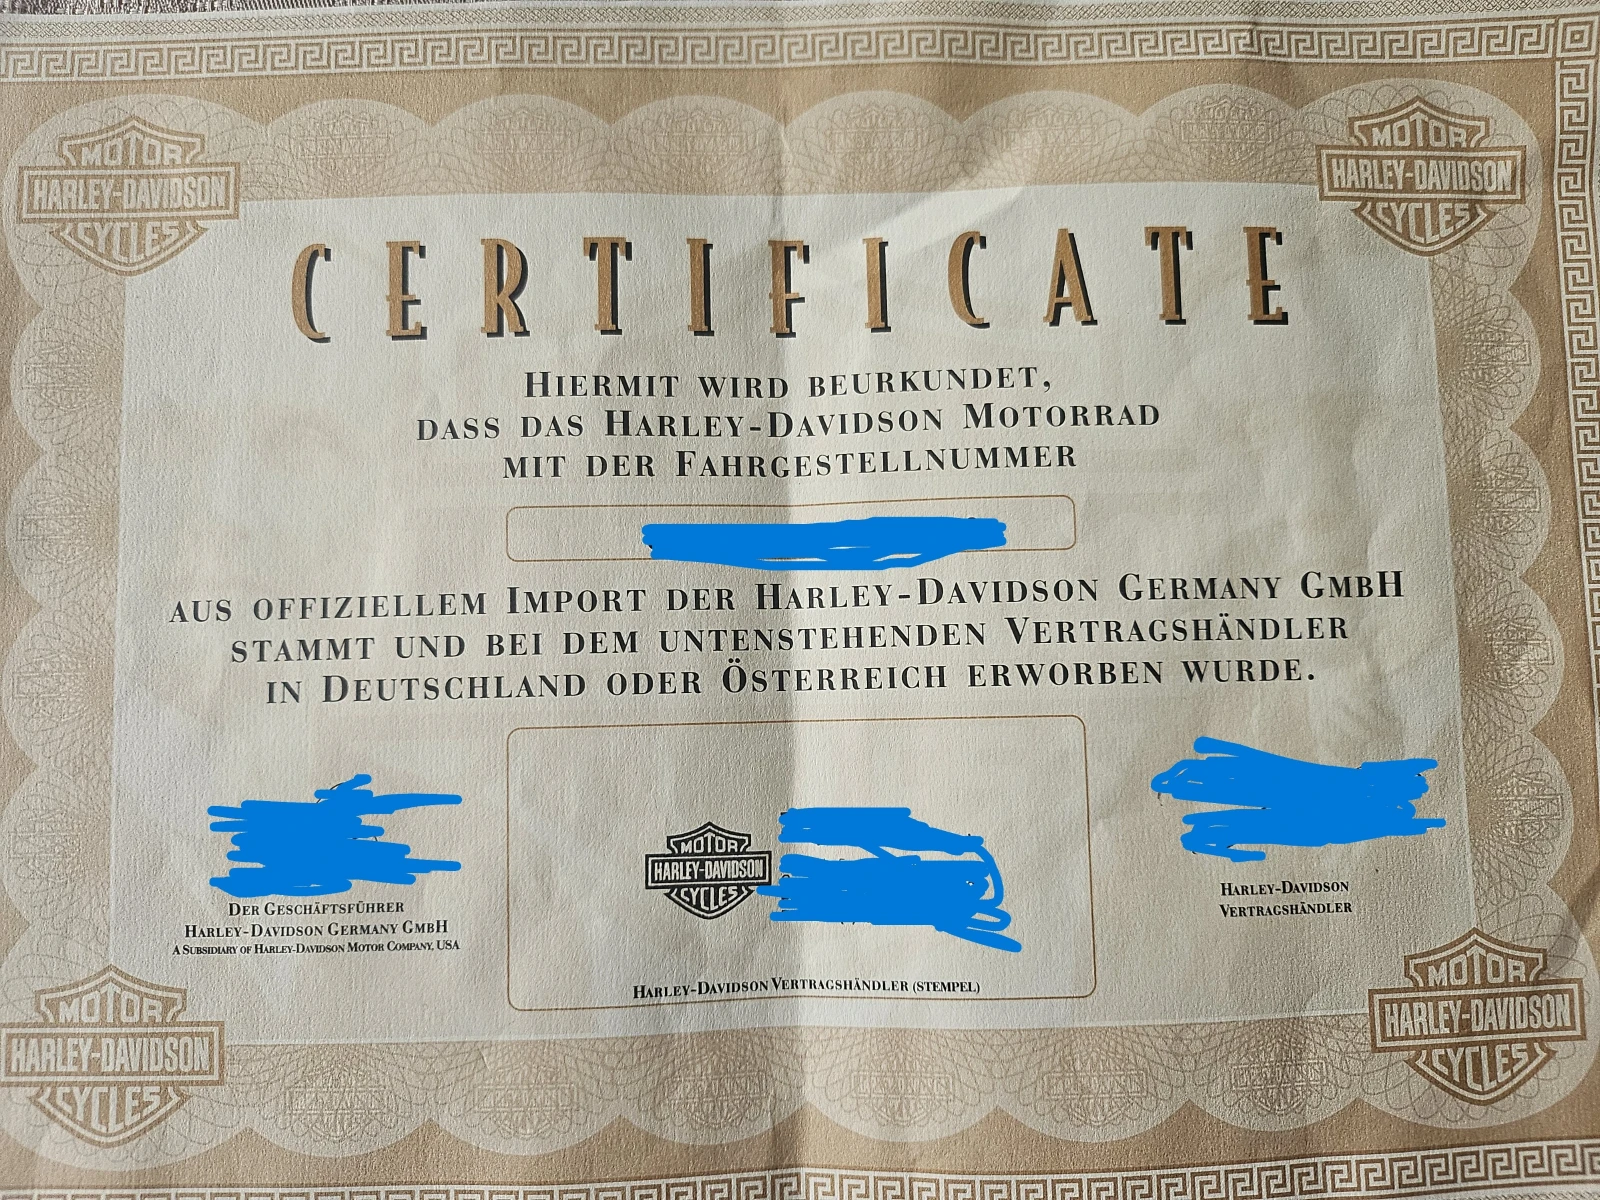 MOTOR
HARLEY-DAVIDSON
CYCLES
MOTOR
HARLEY-DAVIDSON
CYCLES
CERTIFICATE
HIERMIT WIRD BEURKUNDET,
DASS DAS HARLEY-DAVIDSON MOTORRAD
MIT DER FAHRGESTELLNUMMER
AUS OFFIZIELLEM IMPORT DER HARLEY-DAVIDSON GERMANY GMBH
STAMMT UND BEI DEM UNTENSTEHENDEN VERTRAGSHÄNDLER
IN DEUTSCHLAND ODER ÖSTERREICH ERWORBEN WURDE.
DER GESCHÄFTSFÜHRER
HARLEY-DAVIDSON GERMANY GMBH
A SUBSIDIARY OF HARLEY-DAVIDSON MOTOR COMPANY, USA
MOTOR
HARLEY-DAVIDSON
CYCLES
HARLEY-DAVIDSON VERTRAGSHÄNDLER (STEMPEL)
HARLEY-DAVIDSON
VERTRAGSHÄNDLER
MOTOR
HARLEY-DAVIDSON
CYCLES
MOTOR
HARLEY-DAVIDSON
CYCLES